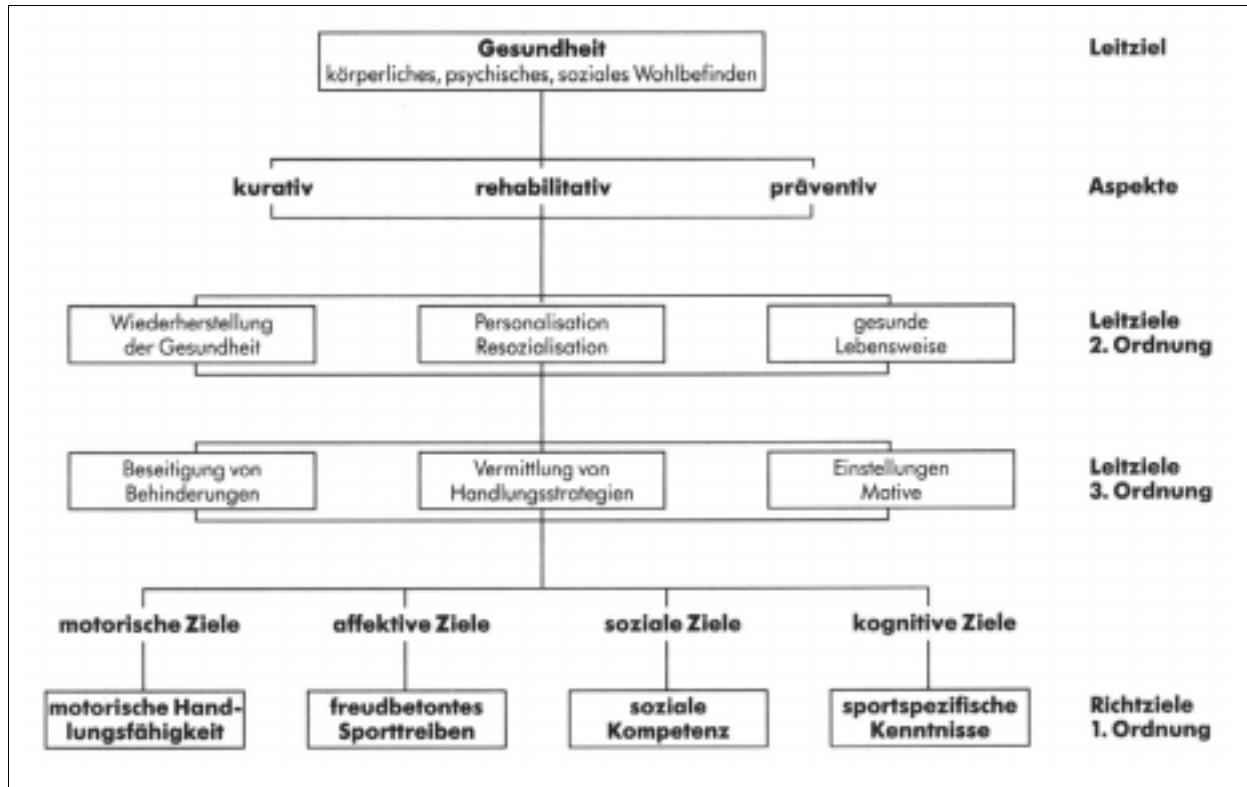 Gesundheit
körperliches, psychisches, soziales Wohlbefinden
Leitziel
kurativ
rehabilitativ
präventiv
Aspekte
Wiederherstellung
der Gesundheit
Personalisation
Resozialisation
gesunde
Lebensweise
Leitziele
2. Ordnung
Beseitigung von
Behinderungen
Vermittlung von
Handlungsstrategien
Einstellungen
Motive
Leitziele
3. Ordnung
motorische Ziele
affektive Ziele
soziale Ziele
kognitive Ziele
motorische Hand-
lungsfähigkeit
freudbetontes
Sporttreiben
soziale
Kompetenz
sportspezifische
Kenntnisse
Richtziele
1. Ordnung